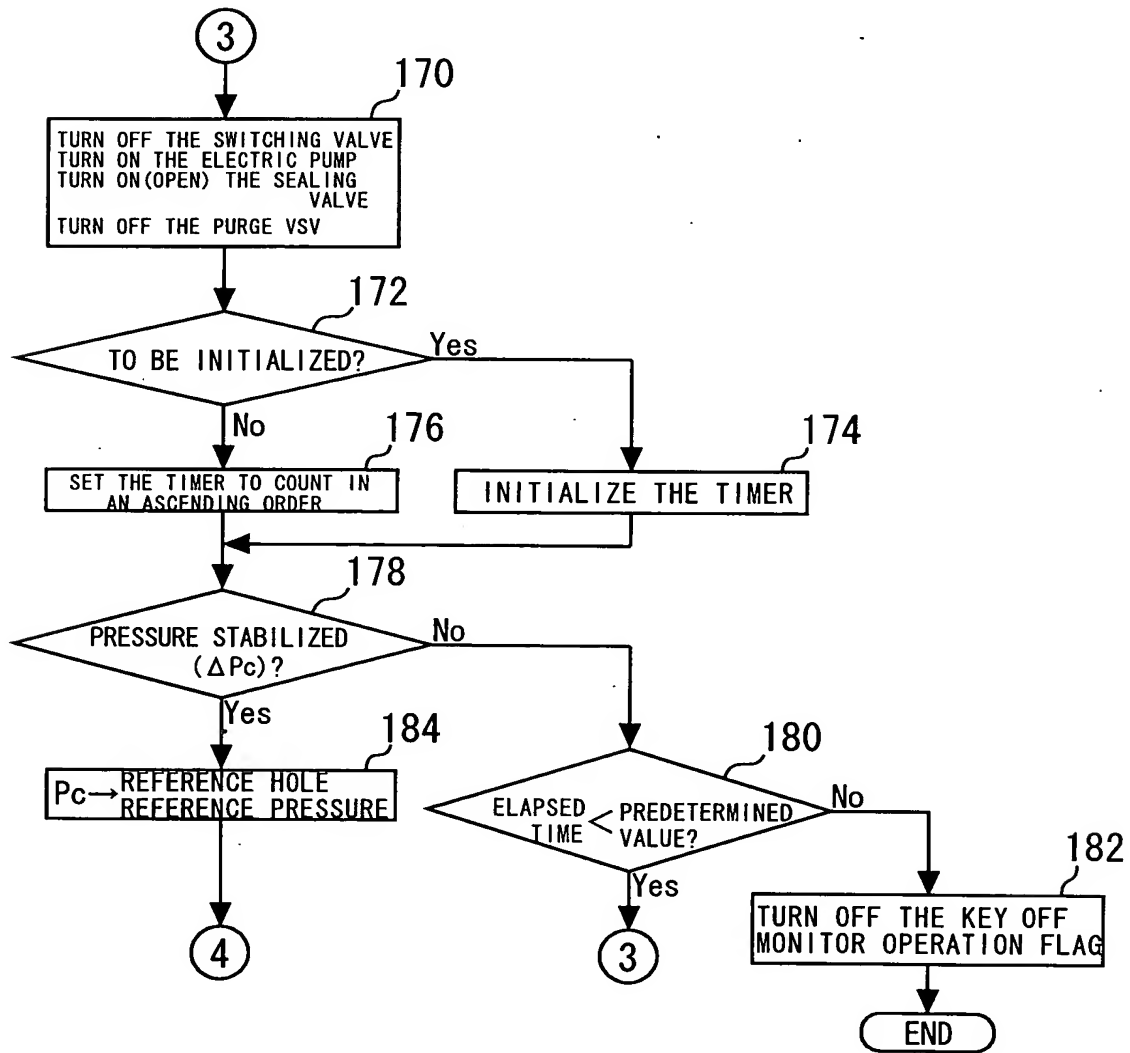 3
170
TURN OFF THE SWITCHING VALVE
TURN ON THE ELECTRIC PUMP
TURN ON(OPEN) THE SEALING
VALVE
TURN OFF THE PURGE VSV
172
TO BE INITIALIZED?
Yes
No
176
SET THE TIMER TO COUNT IN
AN ASCENDING ORDER
174
INITIALIZE THE TIMER
178
PRESSURE STABILIZED
(ΔPc)?
No
Yes
184
Pc→REFERENCE HOLE
REFERENCE PRESSURE
180
ELAPSED TIME < PREDETERMINED VALUE?
No
Yes
182
TURN OFF THE KEY OFF
MONITOR OPERATION FLAG
4
3
END